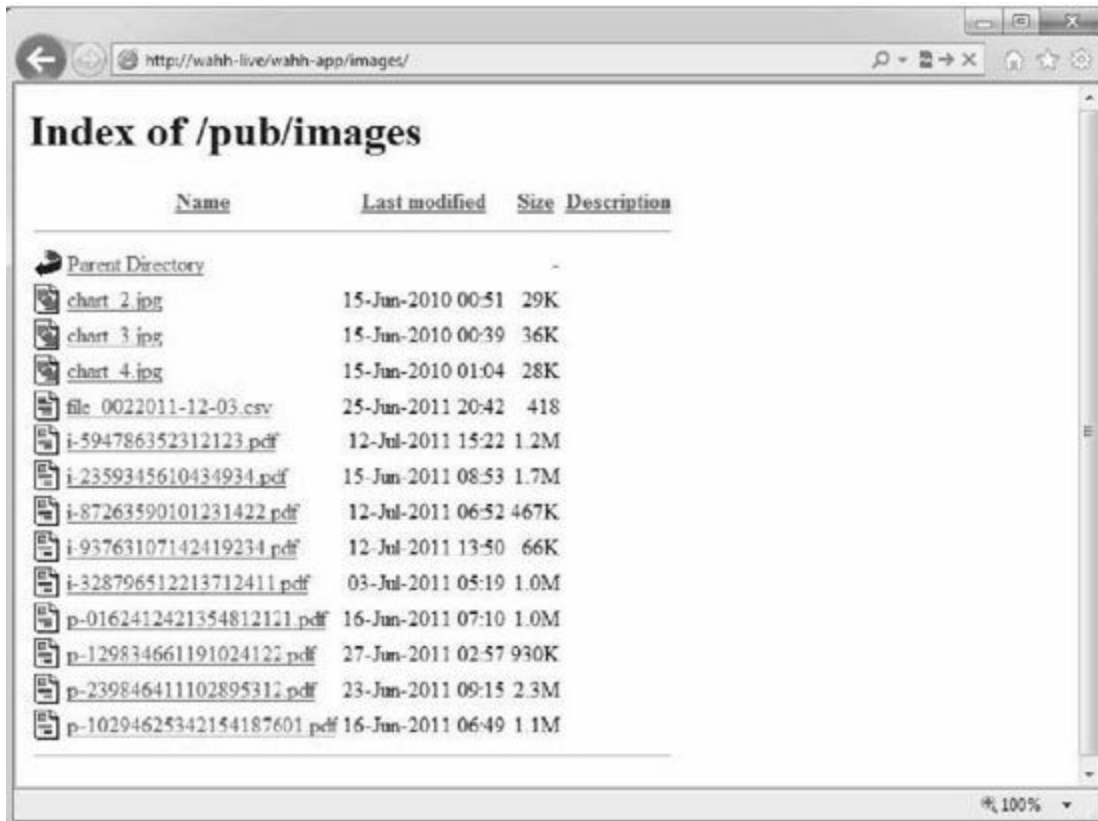 http://wahh-live/wahh-app/images/
Index of /pub/images
Name Last modified Size Description
Parent Directory -
chart_2.jpg 15-Jun-2010 00:51 29K
chart_3.jpg 15-Jun-2010 00:39 36K
chart_4.jpg 15-Jun-2010 01:04 28K
file_0022011-12-03.csv 25-Jun-2011 20:42 418
i-594786352312123.pdf 12-Jul-2011 15:22 1.2M
i-2359345610434934.pdf 15-Jun-2011 08:53 1.7M
i-87263590101231422.pdf 12-Jul-2011 06:52 467K
i-93763107142419234.pdf 12-Jul-2011 13:50 66K
i-328796512213712411.pdf 03-Jul-2011 05:19 1.0M
p-0162412421354812121.pdf 16-Jun-2011 07:10 1.0M
p-129834661191024122.pdf 27-Jun-2011 02:57 930K
p-239846411102895312.pdf 23-Jun-2011 09:15 2.3M
p-10294625342154187601.pdf 16-Jun-2011 06:49 1.1M
100%